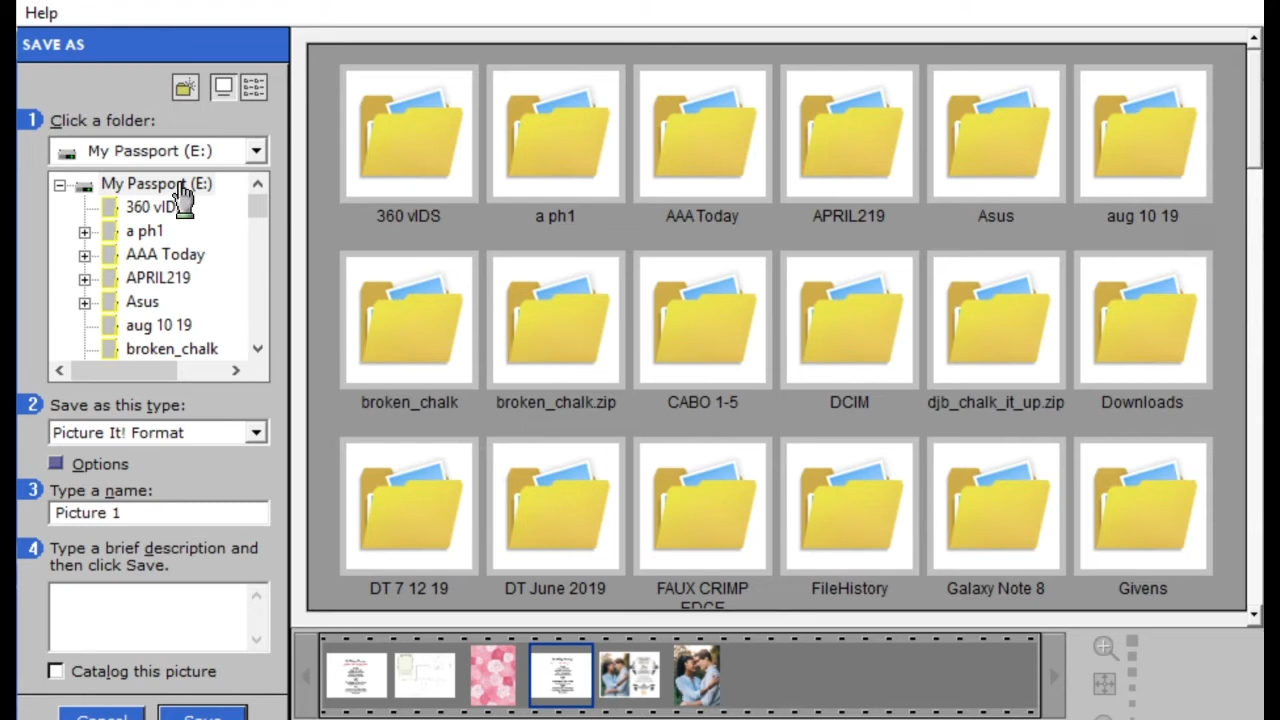 Help
SAVE AS
1 Click a folder:
My Passport (E:)
My Passport (E:)
360 vID
a ph1
AAA Today
APRIL219
Asus
aug 10 19
broken_chalk
2 Save as this type:
Picture It! Format
Options
3 Type a name:
Picture 1
4 Type a brief description and
then click Save.
Catalog this picture
Cancel Save
360 vIDS a ph1 AAA Today APRIL219 Asus aug 10 19
broken_chalk broken_chalk.zip CABO 1-5 DCIM djb_chalk_it_up.zip Downloads
DT 7 12 19 DT June 2019 FAUX CRIMP FileHistory Galaxy Note 8 Givens
EDGE